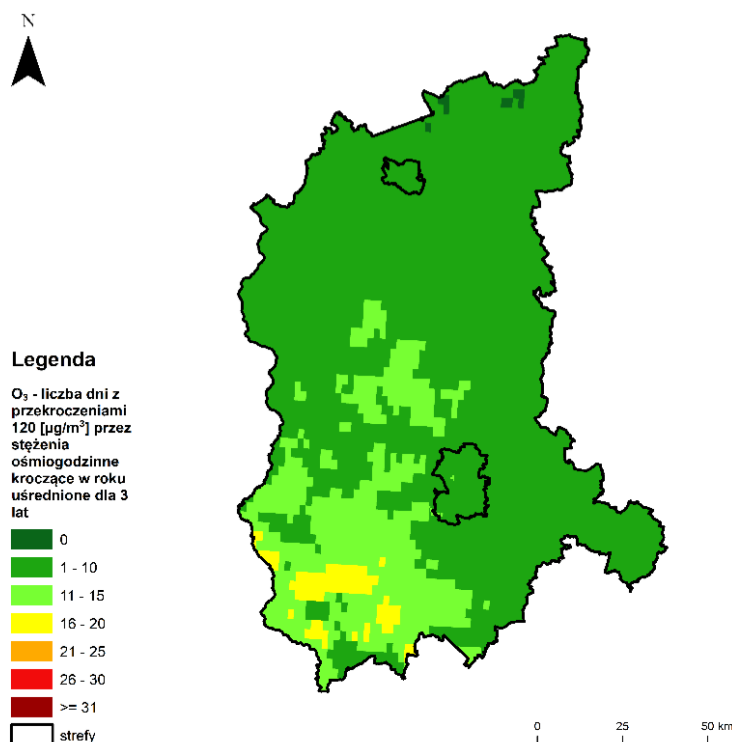 N
Legenda
O₃ - liczba dni z
przekroczeniami
120 [µg/m³] przez
stężenia
ośmiogodzinne
kroczące w roku
uśrednione dla 3
lat
0
1 - 10
11 - 15
16 - 20
21 - 25
26 - 30
>= 31
strefy
0 25 50 km